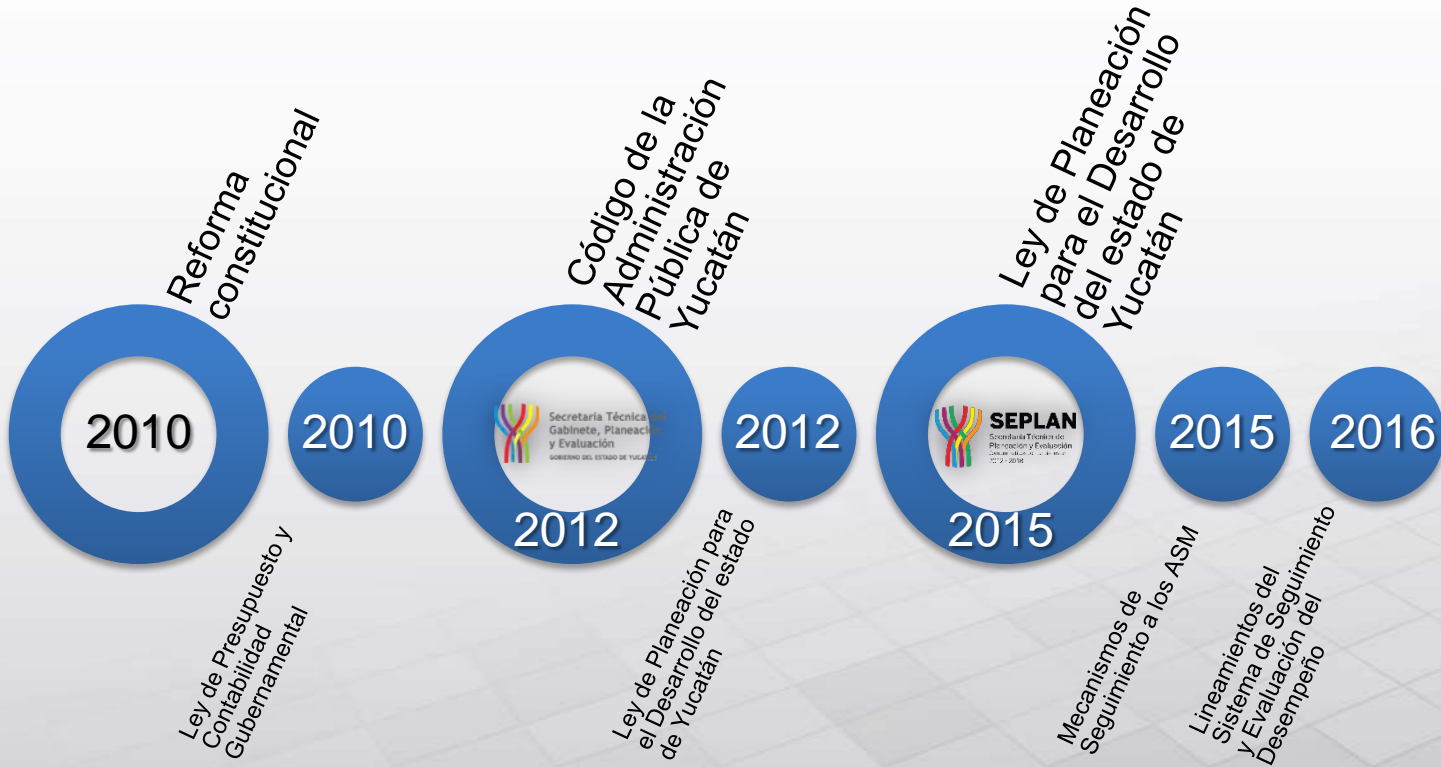 Reforma
constitucional
2010
2010
Ley de Presupuesto y
Contabilidad
Gubernamental
Código de la
Administración
Pública de
Yucatán
Secretaria Técnica del
Gabinete, Planeación
y Evaluación
GOBIERNO DEL ESTADO DE YUCATÁN
2012
2012
Ley de Planeación para
el Desarrollo del estado
de Yucatán
Ley de Planeación
para el Desarrollo
del estado de
Yucatán
SEPLAN
Secretaría Técnica de
Planeación y Evaluación
2012 - 2018
2015
2015
Mecanismos de
Seguimiento a los ASM
2016
Lineamientos del
Sistema de Seguimiento
y Evaluación del
Desempeño